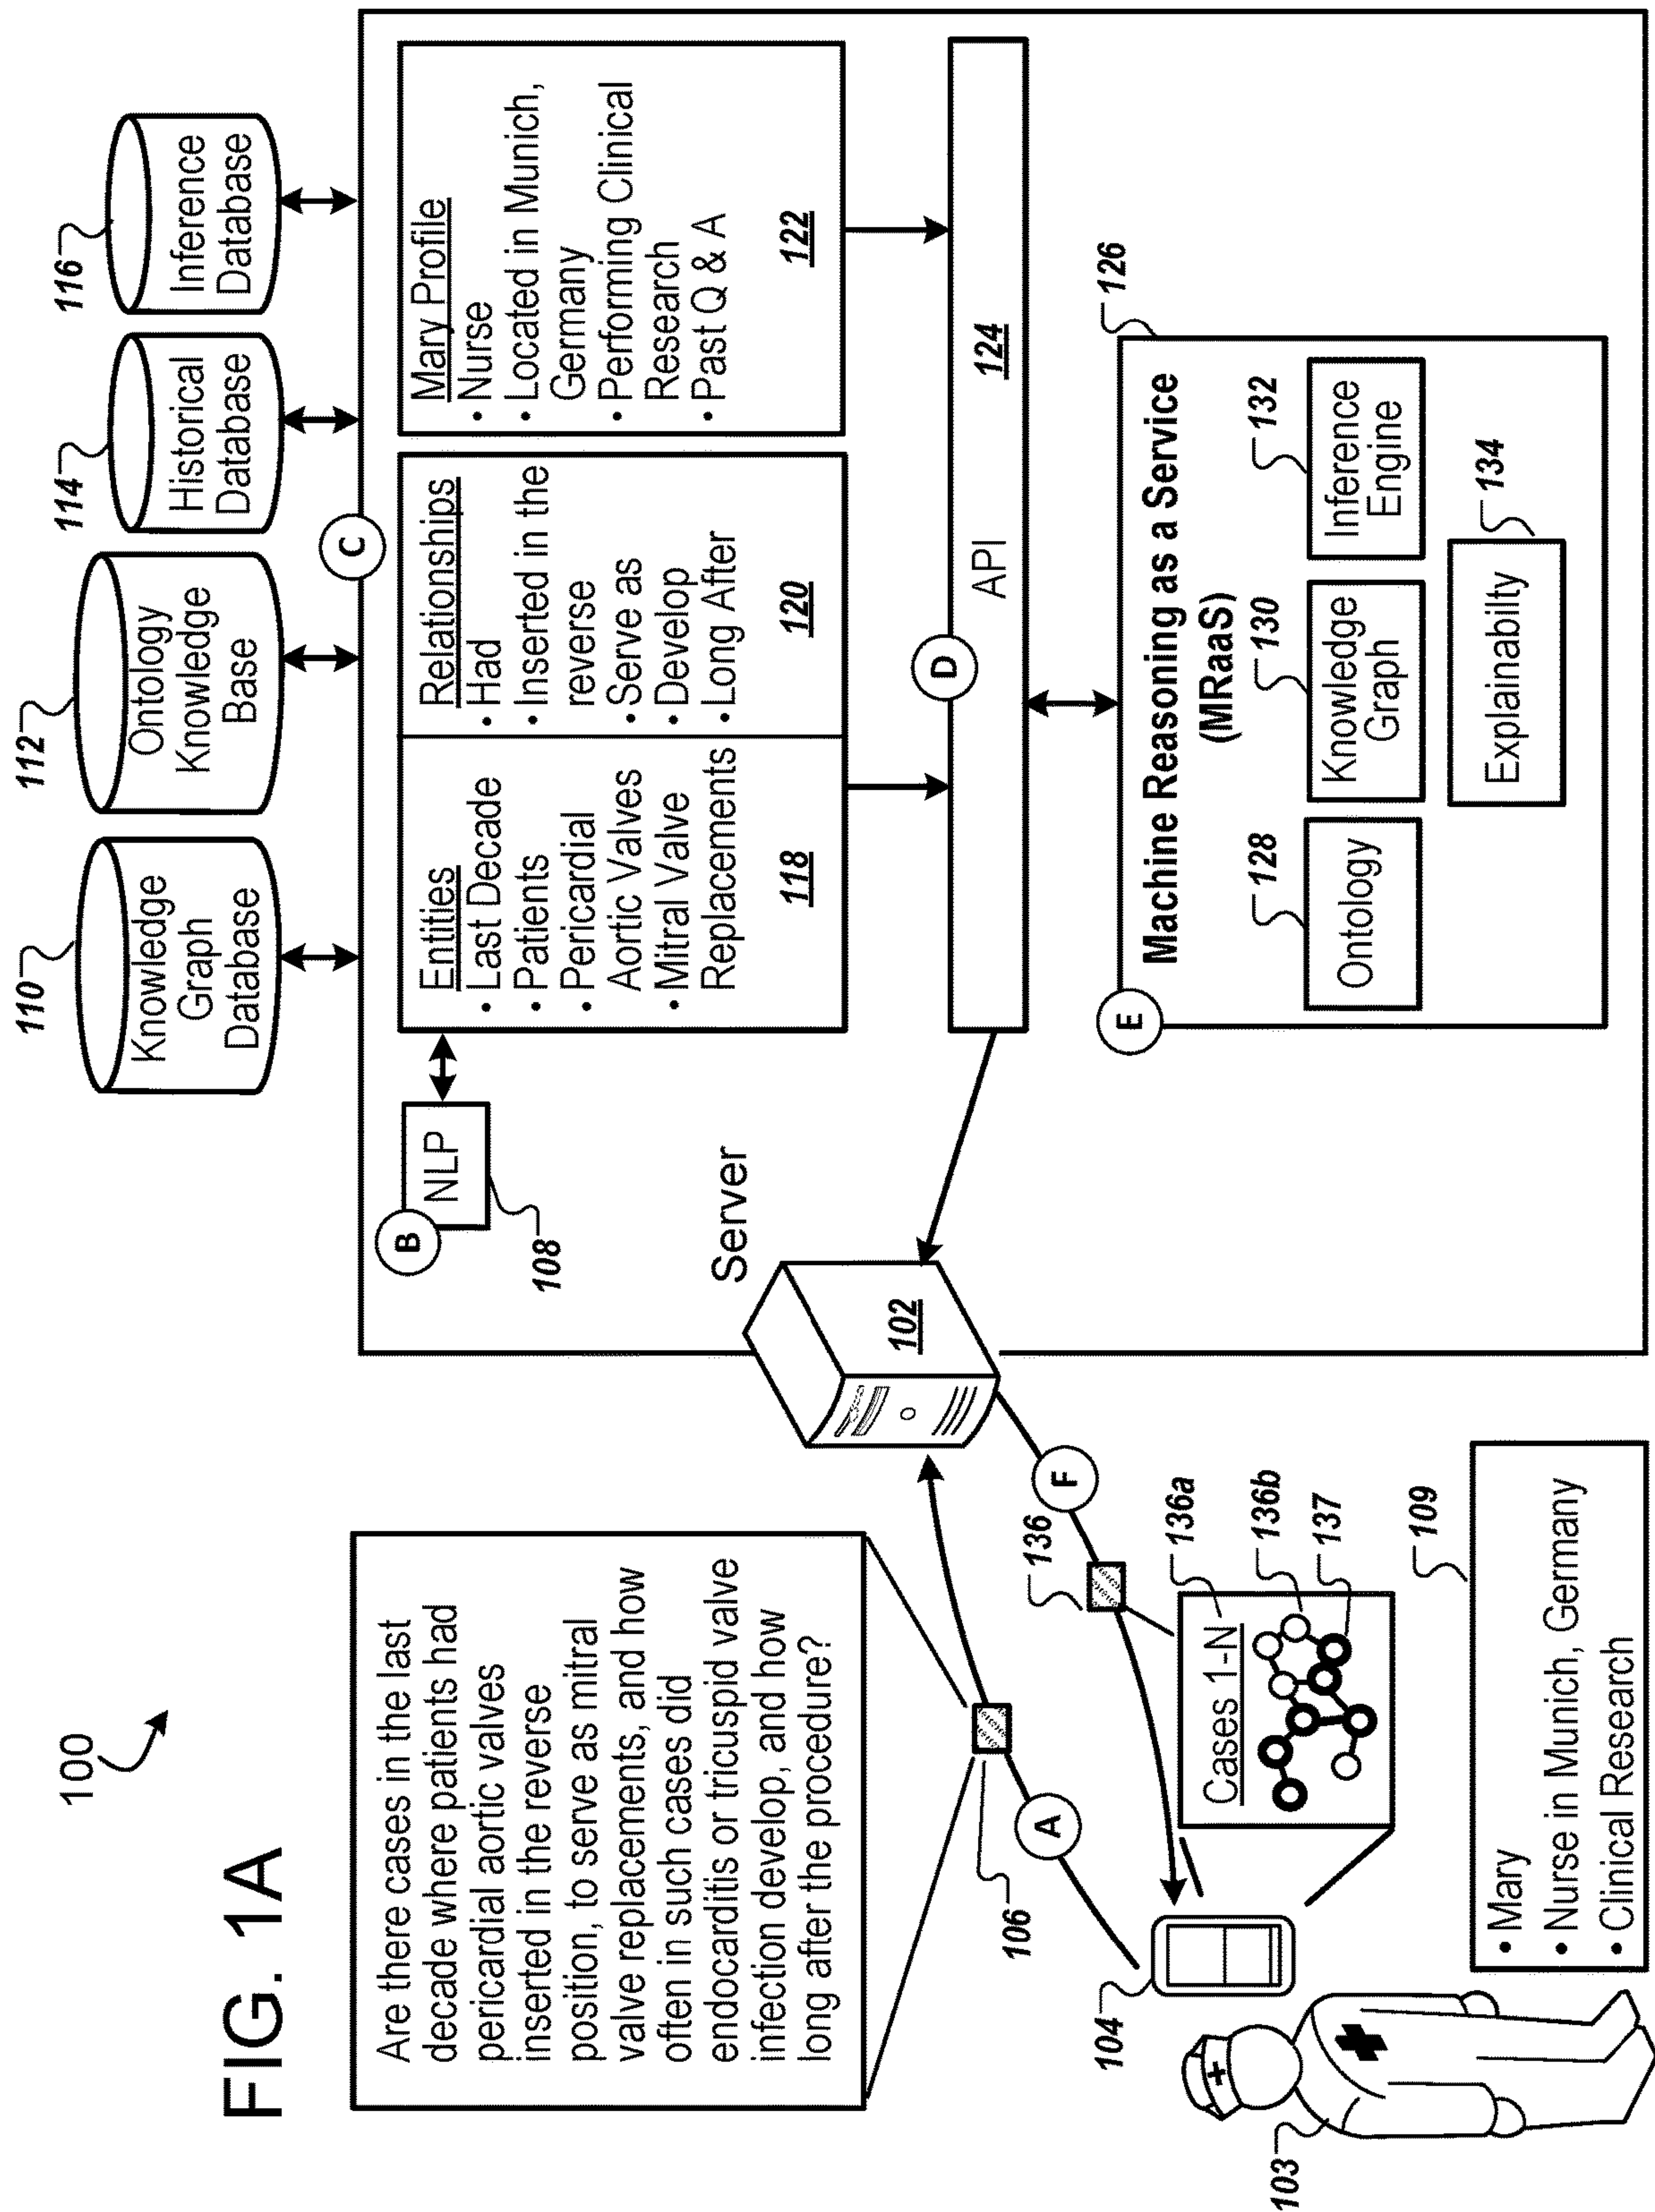 FIG. 1A
100
Are there cases in the last
decade where patients had
pericardial aortic valves
inserted in the reverse
position, to serve as mitral
valve replacements, and how
often in such cases did
endocarditis or tricuspid valve
infection develop, and how
long after the procedure?
106
A
104
103
109
• Mary
• Nurse in Munich, Germany
• Clinical Research
136
F
Cases 1-N
136a
136b
137
Server
102
B
NLP
108
110
Knowledge
Graph
Database
112
Ontology
Knowledge
Base
114
Historical
Database
116
Inference
Database
C
Entities
• Last Decade
• Patients
• Pericardial
Aortic Valves
• Mitral Valve
Replacements
118
Relationships
• Had
• Inserted in the
reverse
• Serve as
• Develop
• Long After
120
Mary Profile
• Nurse
• Located in Munich,
Germany
• Performing Clinical
Research
• Past Q & A
122
D
API
124
126
E
Machine Reasoning as a Service
(MRaaS)
128
Ontology
130
Knowledge
Graph
132
Inference
Engine
134
Explainabilty